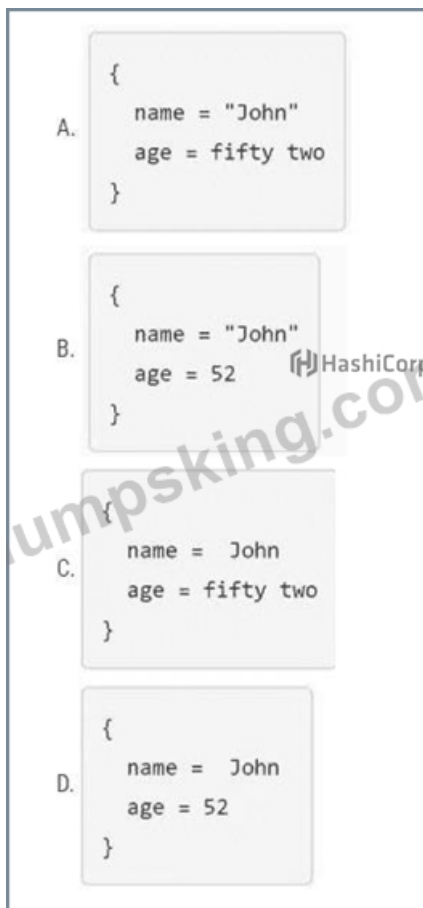 A.
{
name = "John"
age = fifty two
}
B.
{
name = "John"
age = 52
}
HashiCorp
umpsking.com
C.
{
name = John
age = fifty two
}
D.
{
name = John
age = 52
}